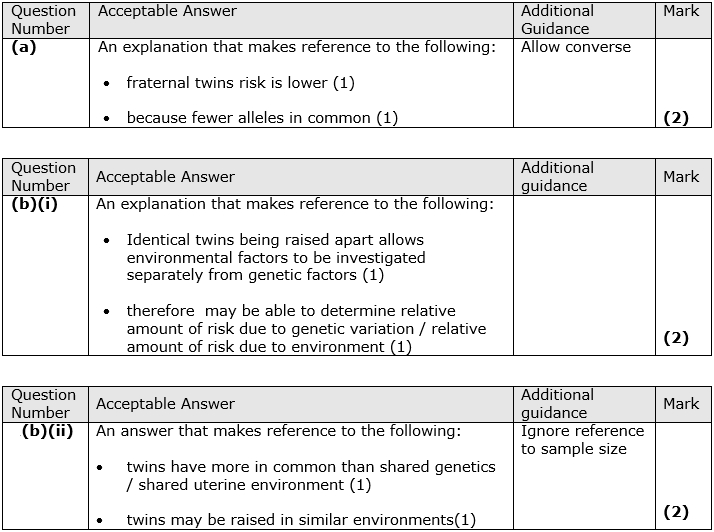 Question Number Acceptable Answer Additional Guidance Mark
(a) An explanation that makes reference to the following: Allow converse
• fraternal twins risk is lower (1)
• because fewer alleles in common (1) (2)
Question Number Acceptable Answer Additional guidance Mark
(b)(i) An explanation that makes reference to the following:
• Identical twins being raised apart allows
environmental factors to be investigated
separately from genetic factors (1)
• therefore may be able to determine relative
amount of risk due to genetic variation / relative
amount of risk due to environment (1) (2)
Question Number Acceptable Answer Additional guidance Mark
(b)(ii) An answer that makes reference to the following: Ignore reference to sample size
• twins have more in common than shared genetics
/ shared uterine environment (1)
• twins may be raised in similar environments(1) (2)